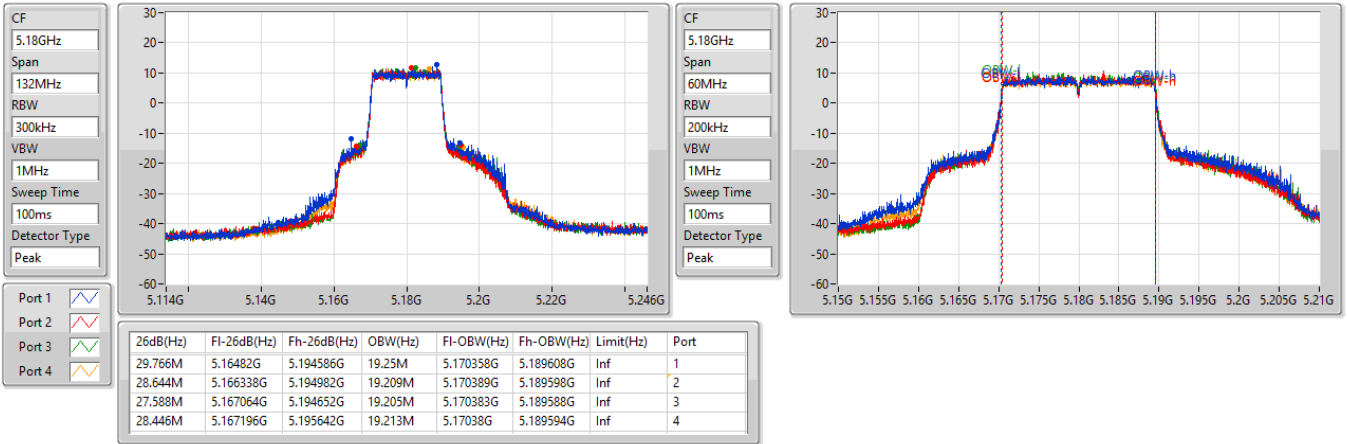 CF
5.18GHz
Span
132MHz
RBW
300kHz
VBW
1MHz
Sweep Time
100ms
Detector Type
Peak
30
20
10
0
-10
-20
-30
-40
-50
-60
5.114G 5.14G 5.16G 5.18G 5.2G 5.22G 5.246G
CF
5.18GHz
Span
60MHz
RBW
200kHz
VBW
1MHz
Sweep Time
100ms
Detector Type
Peak
30
20
10
0
-10
-20
-30
-40
-50
-60
OBW-l OBW-h
5.15G 5.155G 5.16G 5.165G 5.17G 5.175G 5.18G 5.185G 5.19G 5.195G 5.2G 5.205G 5.21G
Port 1
Port 2
Port 3
Port 4
26dB(Hz) Fl-26dB(Hz) Fh-26dB(Hz) OBW(Hz) Fl-OBW(Hz) Fh-OBW(Hz) Limit(Hz) Port
29.766M 5.16482G 5.194586G 19.25M 5.170358G 5.189608G Inf 1
28.644M 5.166338G 5.194982G 19.209M 5.170389G 5.189598G Inf 2
27.588M 5.167064G 5.194652G 19.205M 5.170383G 5.189588G Inf 3
28.446M 5.167196G 5.195642G 19.213M 5.17038G 5.189594G Inf 4